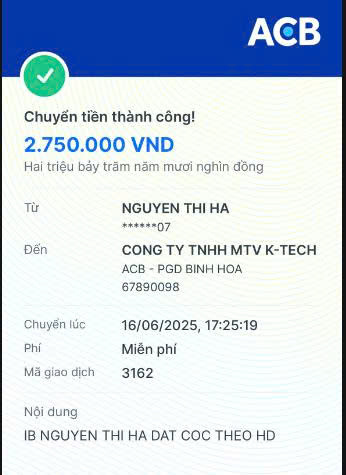 ACB
Chuyển tiền thành công!
2.750.000 VND
Hai triệu bảy trăm năm mươi nghìn đồng
Từ NGUYEN THI HA
******07
Đến CONG TY TNHH MTV K-TECH
ACB - PGD BINH HOA
67890098
Chuyển lúc 16/06/2025, 17:25:19
Phí Miễn phí
Mã giao dịch 3162
Nội dung
IB NGUYEN THI HA DAT COC THEO HD